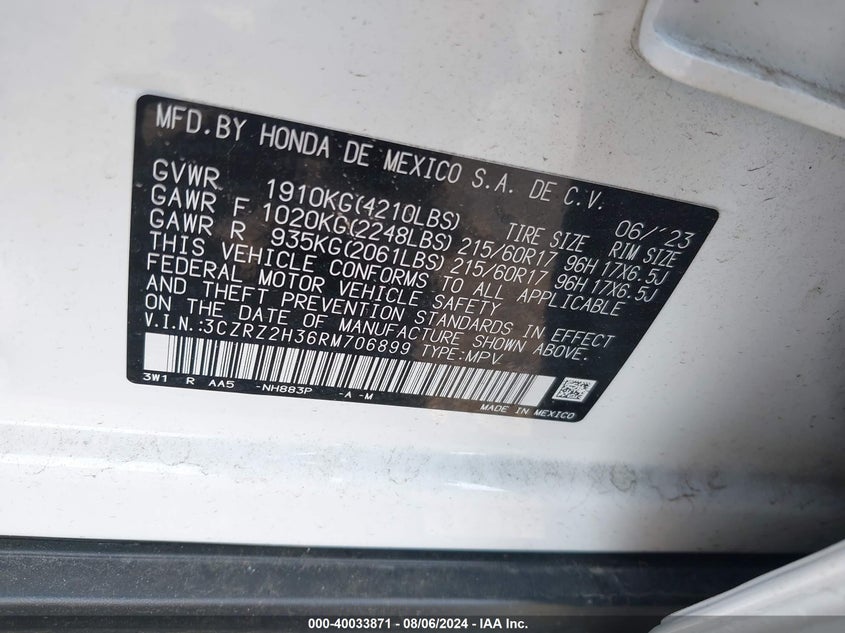 MFD.BY HONDA DE MEXICO S.A. DE C.V. 06/'23
GVWR 1910KG(4210LBS) TIRE SIZE RIM SIZE
GAWR F 1020KG(2248LBS) 215/60R17 96H 17X6.5J
GAWR R 935KG(2061LBS) 215/60R17 96H 17X6.5J
THIS VEHICLE CONFORMS TO ALL APPLICABLE
FEDERAL MOTOR VEHICLE SAFETY
AND THEFT PREVENTION STANDARDS IN EFFECT
ON THE DATE OF MANUFACTURE SHOWN ABOVE.
V.I.N.:3CZRZ2H36RM706899 TYPE:MPV
3W1 R AA5 -NH883P -A -M MADE IN MEXICO
000-40033871 - 08/06/2024 - IAA Inc.